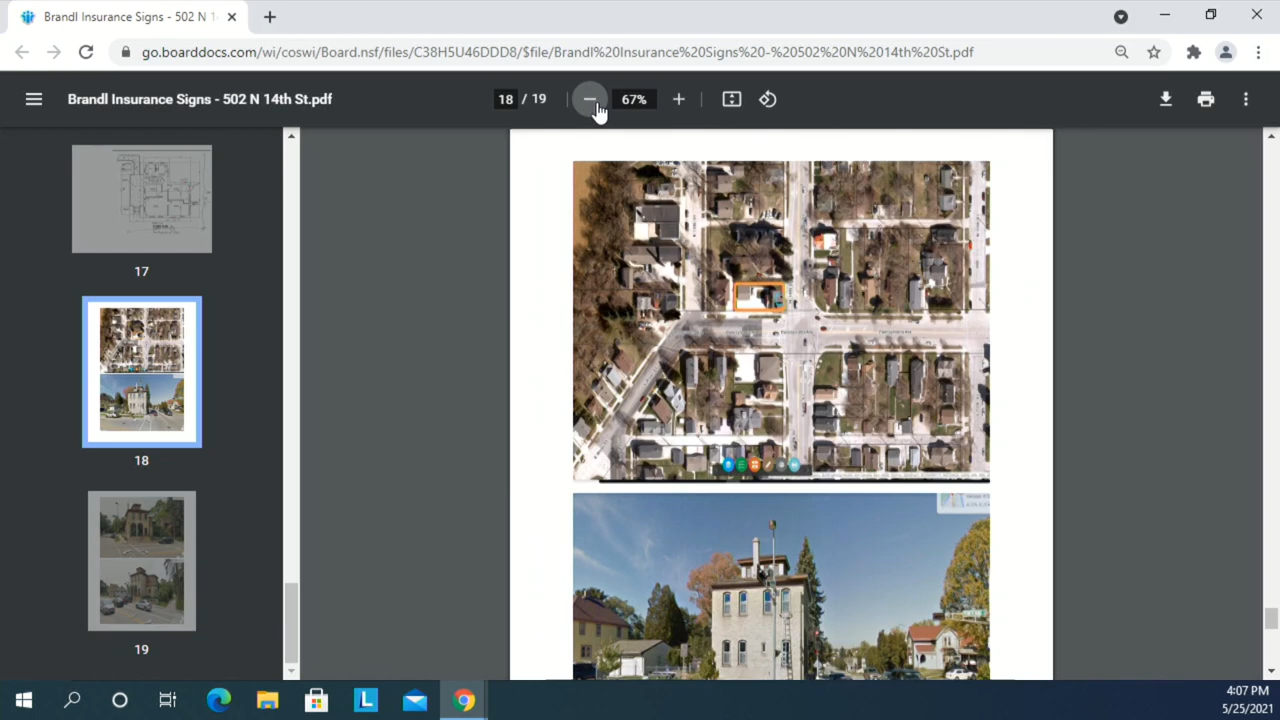 Brandl Insurance Signs - 502 N 1
go.boarddocs.com/wi/coswi/Board.nsf/files/C38H5U46DDD8/$file/Brandl%20Insurance%20Signs%20-%20502%20N%2014th%20St.pdf
Brandl Insurance Signs - 502 N 14th St.pdf
18 / 19
67%
17
18
19
4:07 PM
5/25/2021